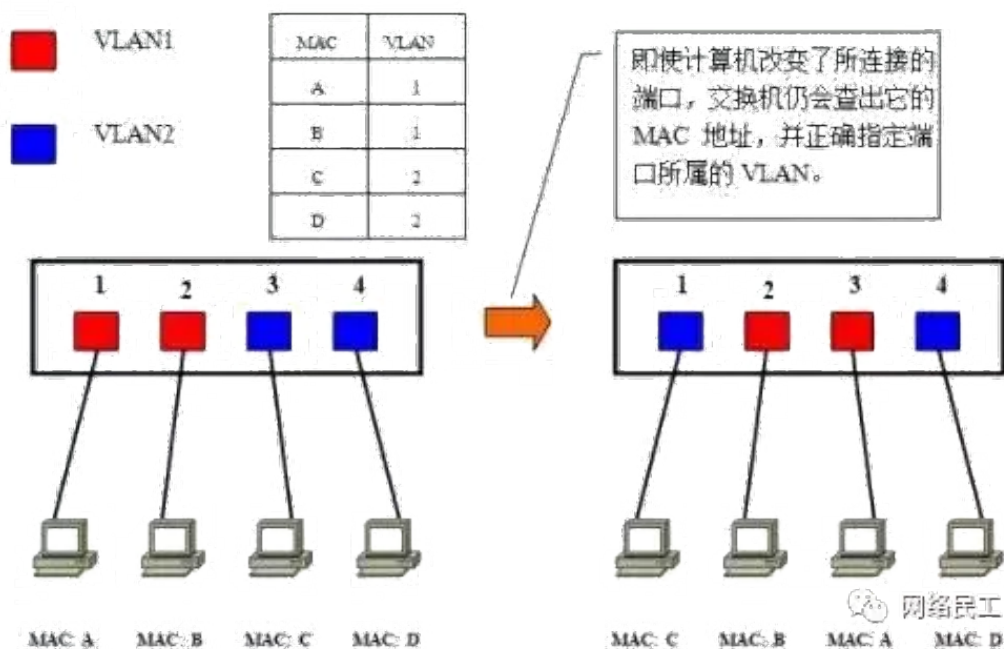 VLAN1
VLAN2
MAC VLAN
A 1
B 1
C 2
D 2
即使计算机改变了所连接的
端口，交换机仍会查出它的
MAC 地址，并正确指定端
口所属的 VLAN。
1 2 3 4
1 2 3 4
MAC: A MAC: B MAC: C MAC: D
MAC: C MAC: B MAC: A MAC: D
网络民工